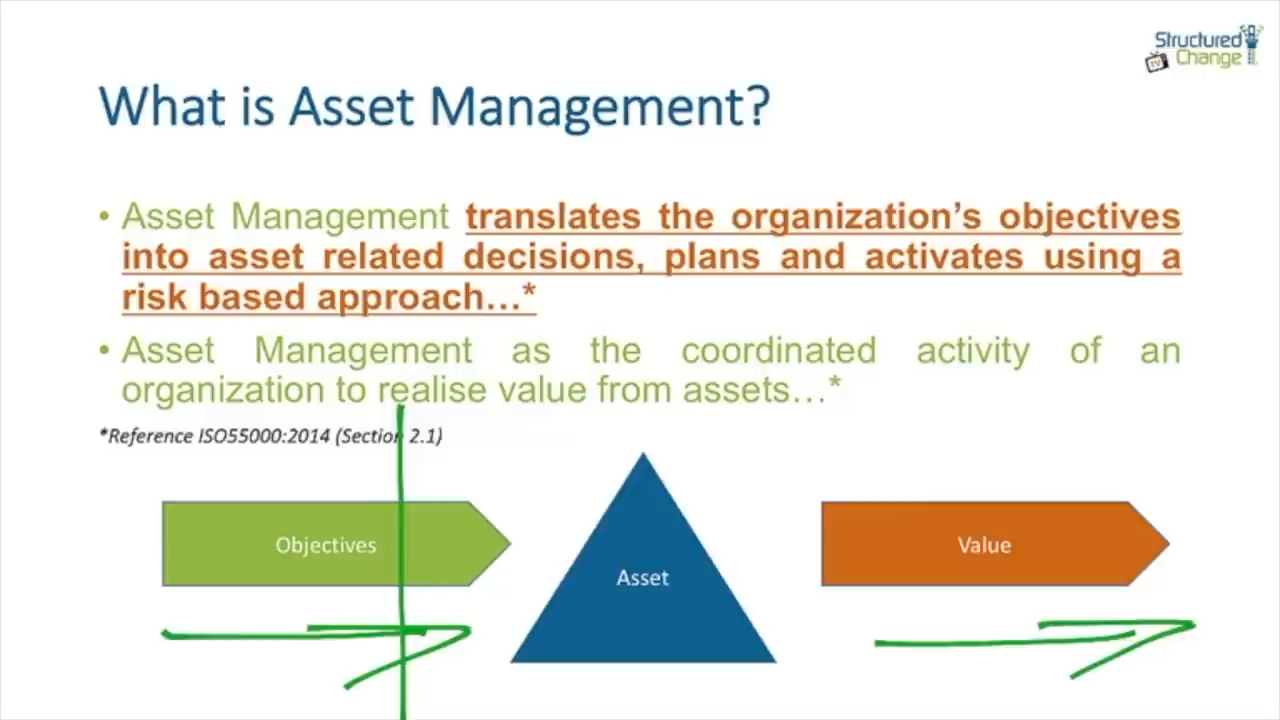 Structured
TV Change
What is Asset Management?
• Asset Management translates the organization’s objectives
into asset related decisions, plans and activates using a
risk based approach…*
• Asset Management as the coordinated activity of an
organization to realise value from assets…*
*Reference ISO55000:2014 (Section 2.1)
Objectives
Asset
Value